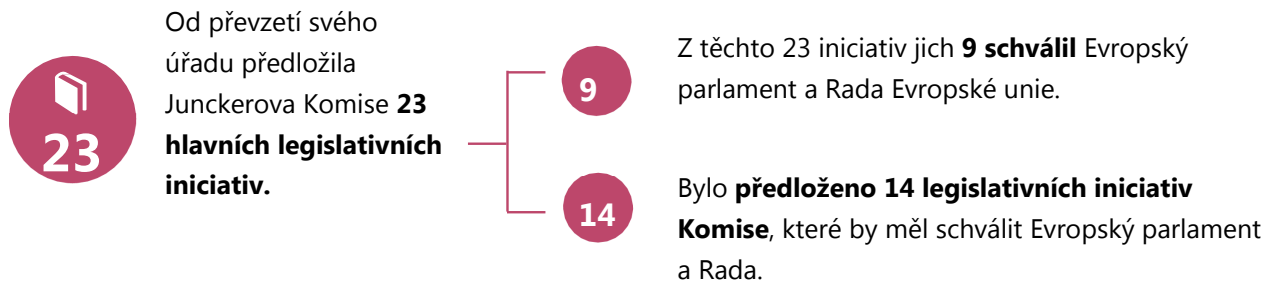 23
Od převzetí svého
úřadu předložila
Junckerova Komise 23
hlavních legislativních
iniciativ.
9
Z těchto 23 iniciativ jich 9 schválil Evropský
parlament a Rada Evropské unie.
14
Bylo předloženo 14 legislativních iniciativ
Komise, které by měl schválit Evropský parlament
a Rada.